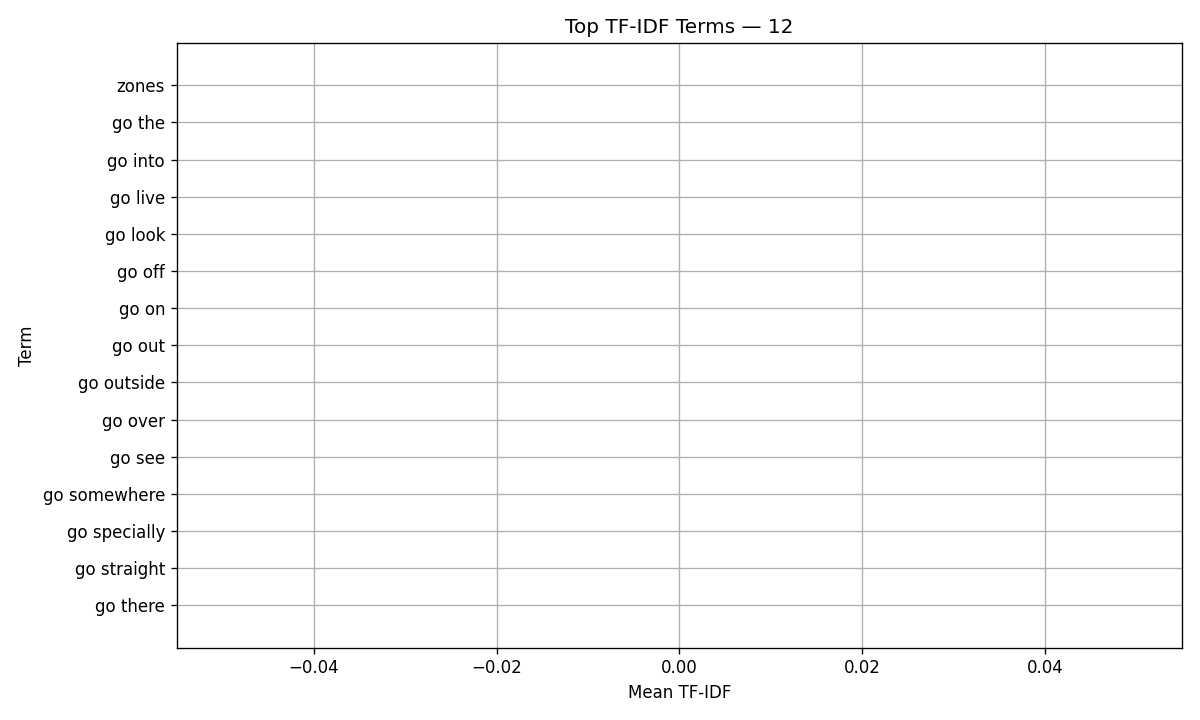 Top TF-IDF Terms — 12
zones
go the
go into
go live
go look
go off
go on
go out
go outside
go over
go see
go somewhere
go specially
go straight
go there
Term
−0.04
−0.02
0.00
0.02
0.04
Mean TF-IDF